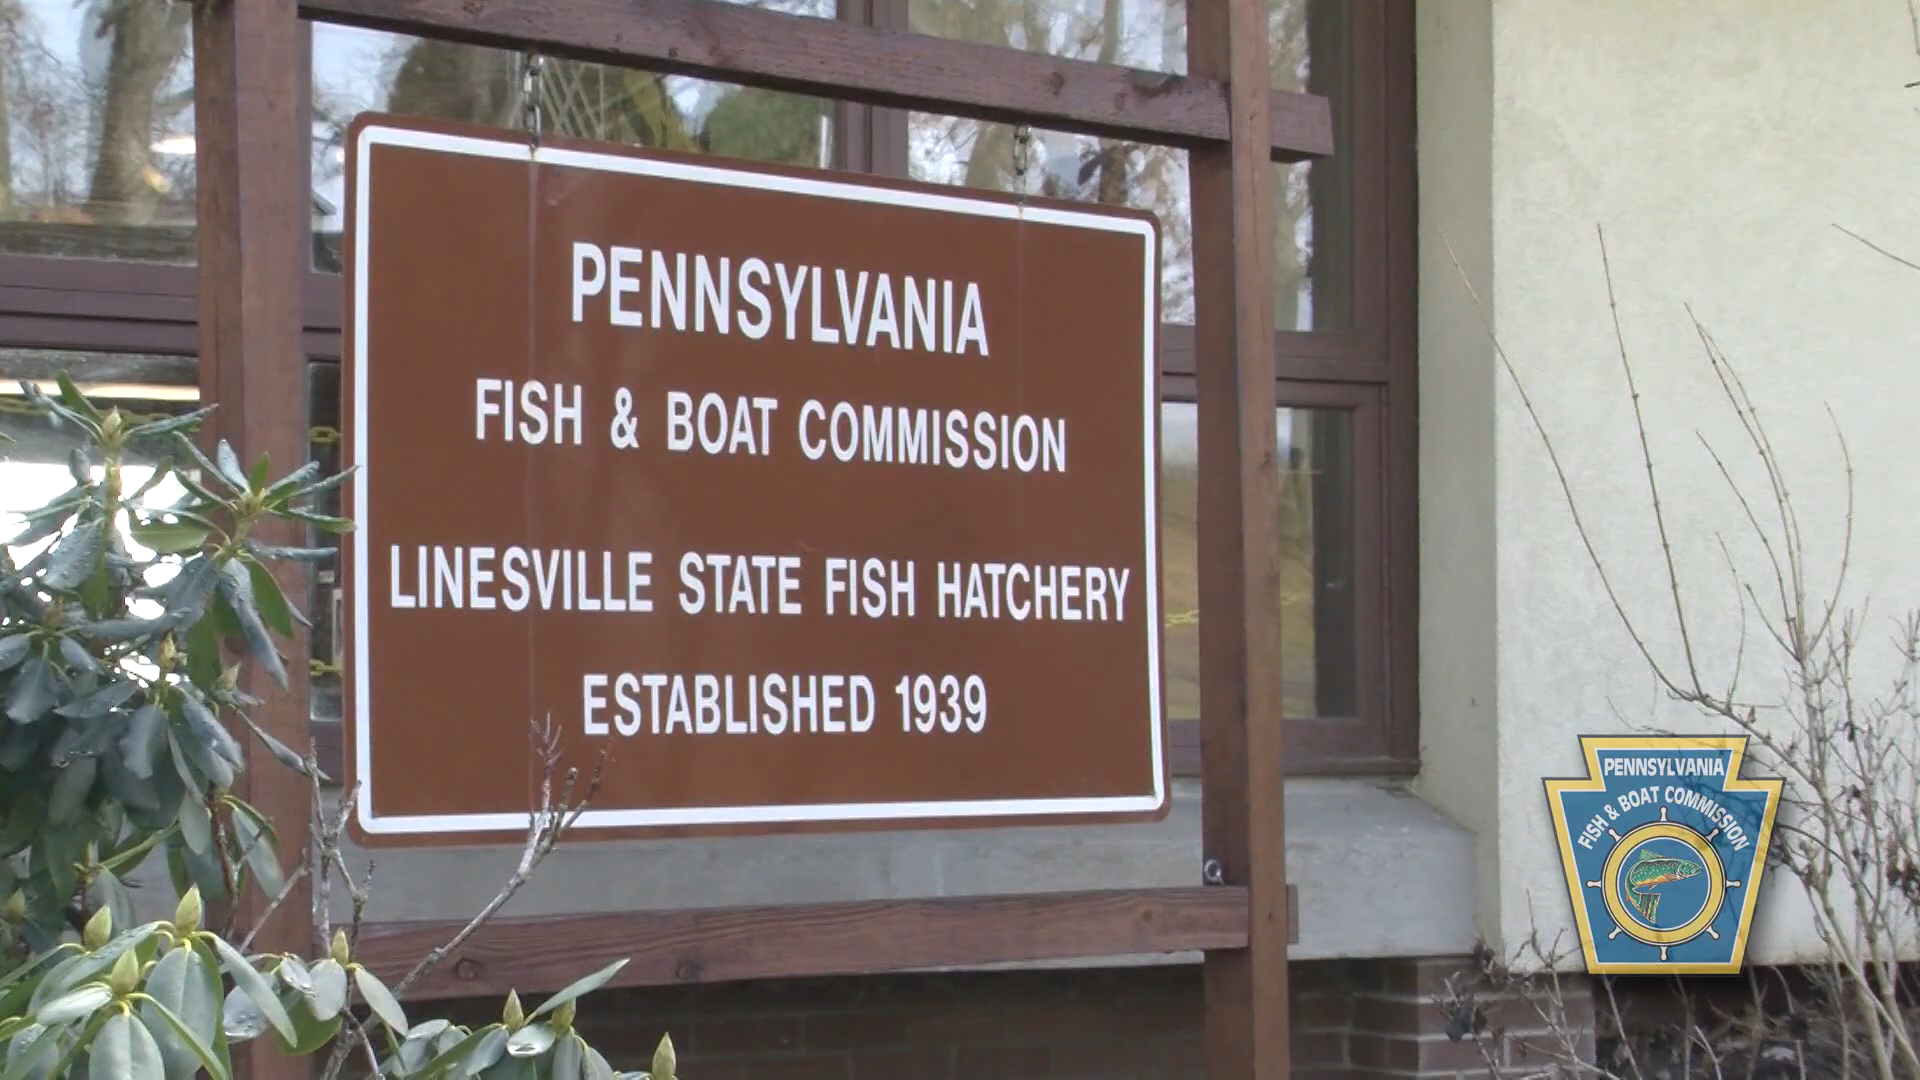 PENNSYLVANIA
FISH & BOAT COMMISSION
LINESVILLE STATE FISH HATCHERY
ESTABLISHED 1939
PENNSYLVANIA
FISH & BOAT COMMISSION